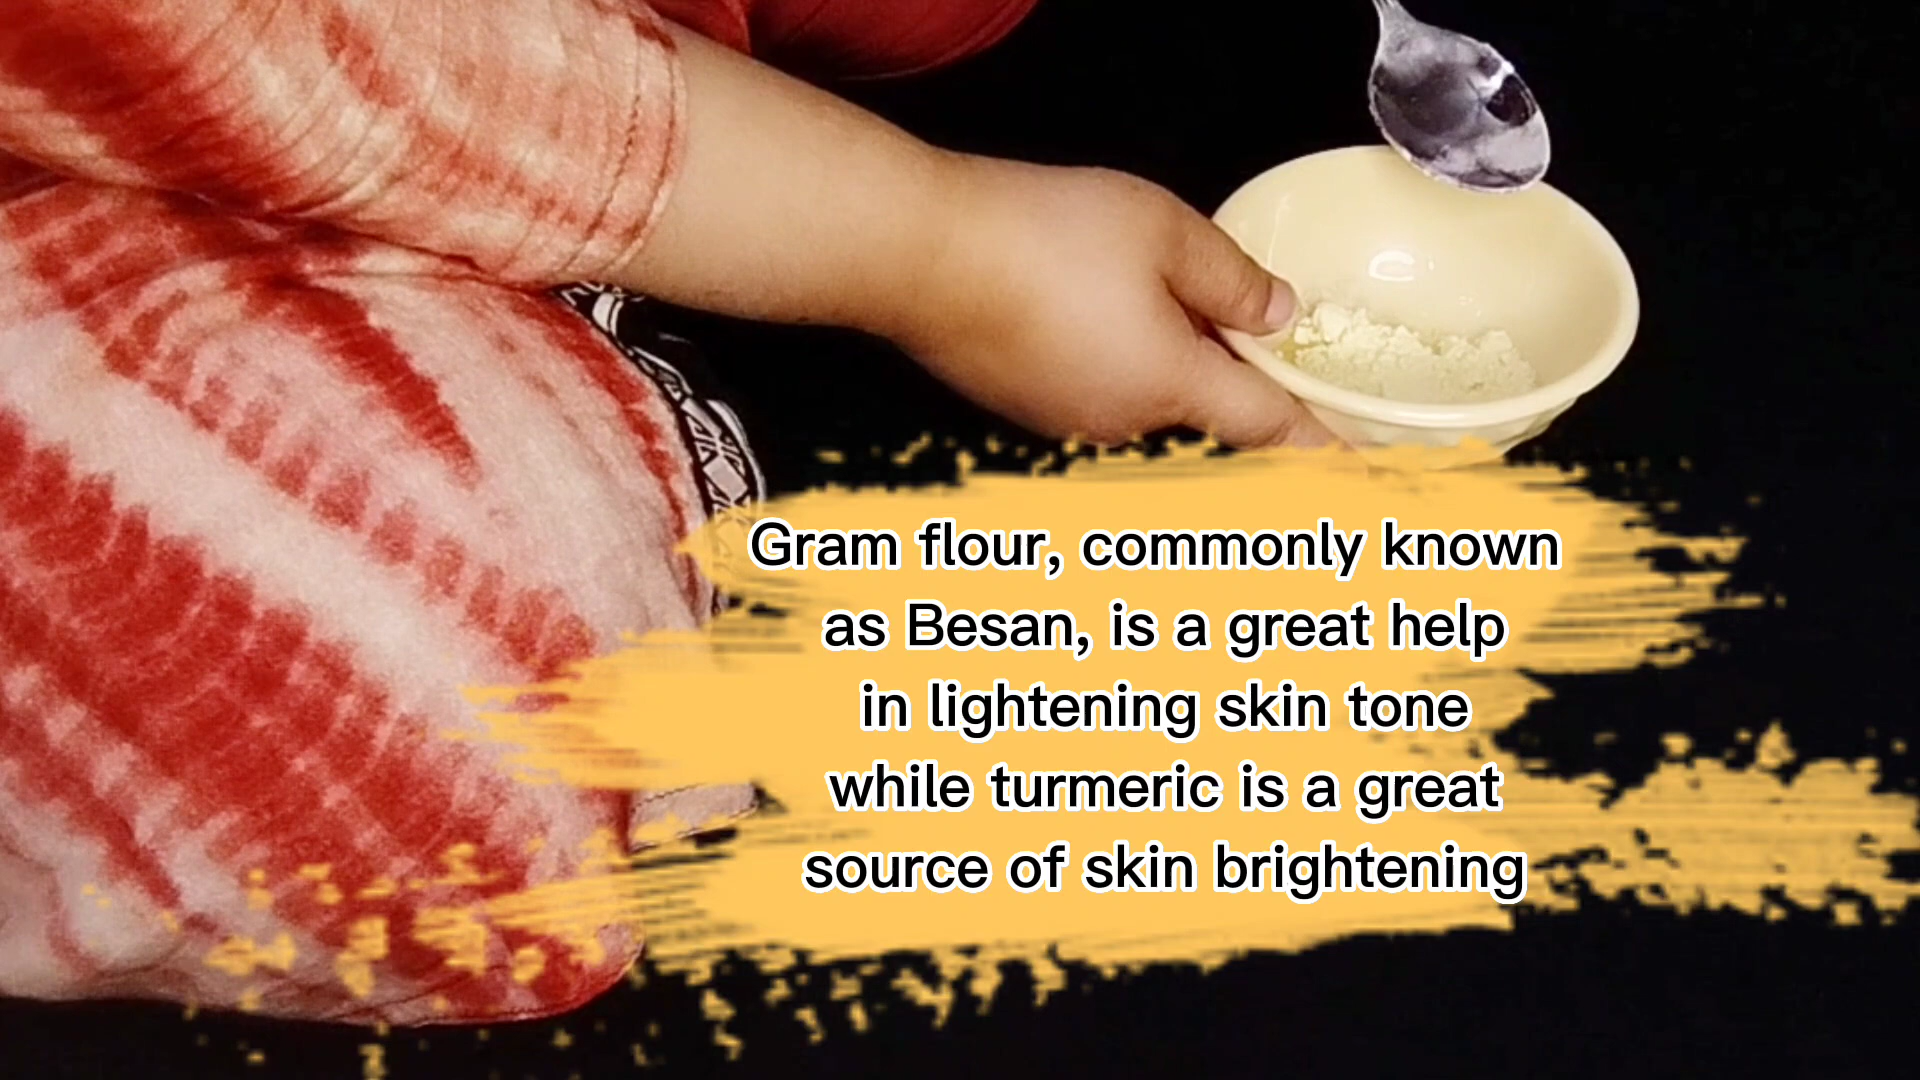 Gram flour, commonly known
as Besan, is a great help
in lightening skin tone
while turmeric is a great
source of skin brightening